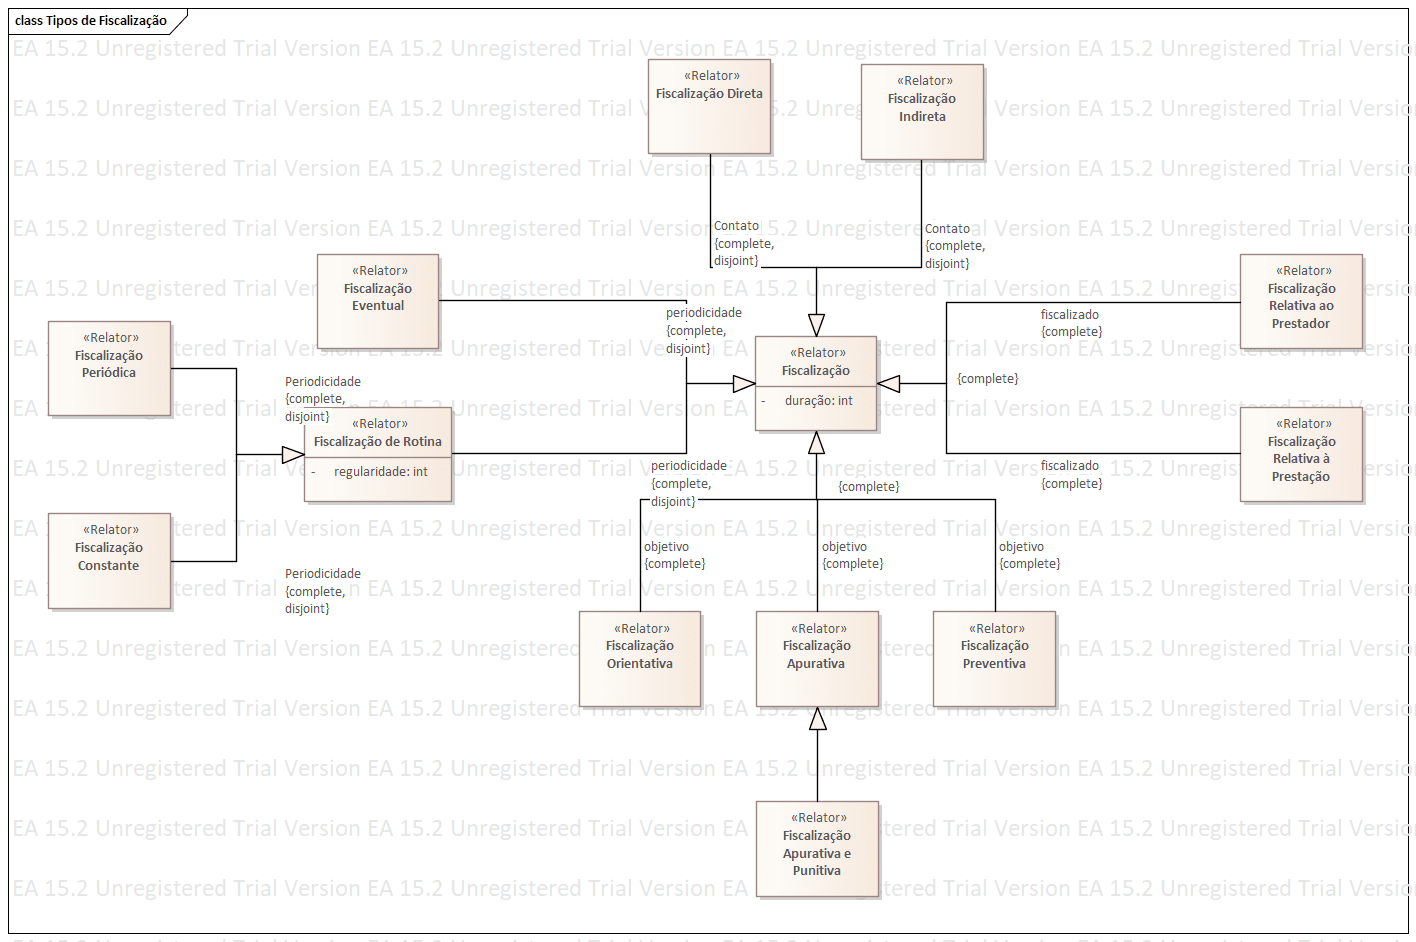 class Tipos de Fiscalização
EA 15.2 Unregistered Trial Version EA 15.2 Unregistered Trial Version EA 15.2 Unregistered Trial Version EA 15.2 Unregistered Trial Versio
«Relator»
Fiscalização Direta
«Relator»
Fiscalização
Indireta
Contato
{complete,
disjoint}
Contato
{complete,
disjoint}
«Relator»
Fiscalização
Eventual
«Relator»
Fiscalização
Relativa ao
Prestador
periodicidade
{complete,
disjoint}
fiscalizado
{complete}
«Relator»
Fiscalização
Periódica
«Relator»
Fiscalização
- duração: int
{complete}
Periodicidade
{complete,
disjoint}
«Relator»
Fiscalização de Rotina
- regularidade: int
«Relator»
Fiscalização
Relativa à
Prestação
periodicidade
{complete,
disjoint}
{complete}
fiscalizado
{complete}
«Relator»
Fiscalização
Constante
Periodicidade
{complete,
disjoint}
objetivo
{complete}
objetivo
{complete}
objetivo
{complete}
«Relator»
Fiscalização
Orientativa
«Relator»
Fiscalização
Apurativa
«Relator»
Fiscalização
Preventiva
«Relator»
Fiscalização
Apurativa e
Punitiva